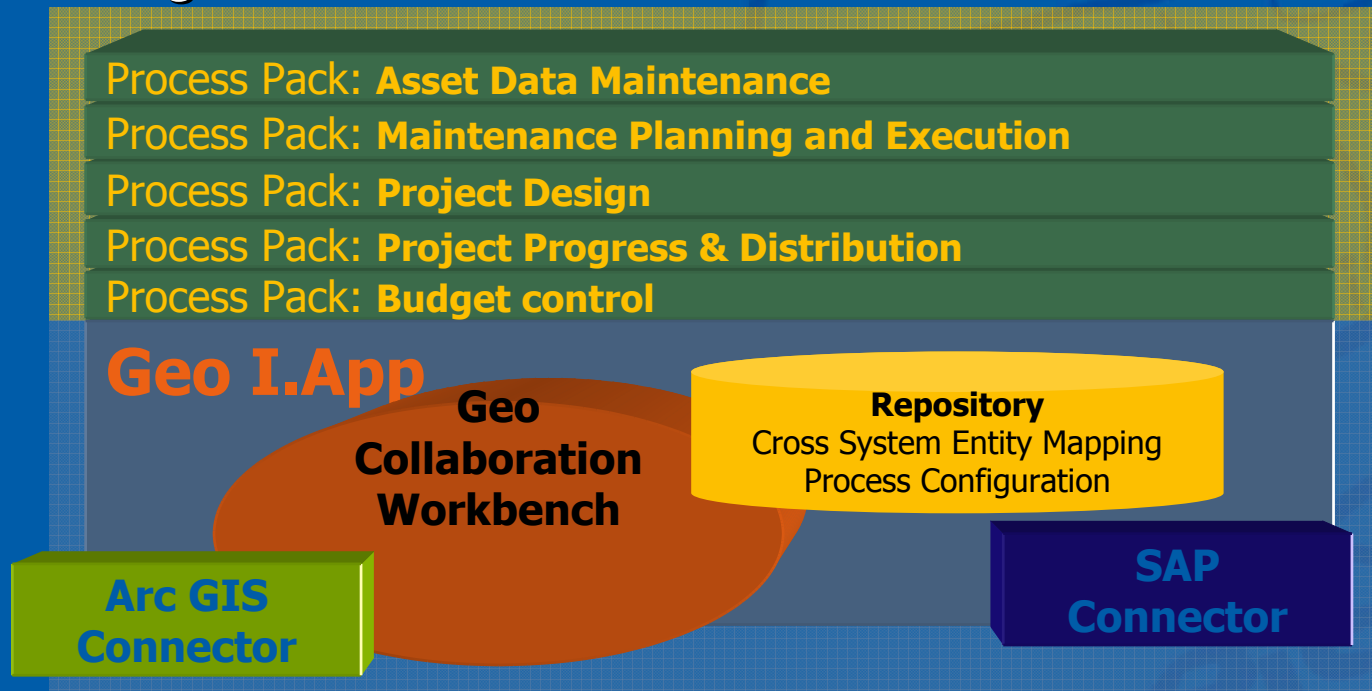 Process Pack: Asset Data Maintenance
Process Pack: Maintenance Planning and Execution
Process Pack: Project Design
Process Pack: Project Progress & Distribution
Process Pack: Budget control
Geo I.App
Geo
Collaboration
Workbench
Repository
Cross System Entity Mapping
Process Configuration
Arc GIS
Connector
SAP
Connector